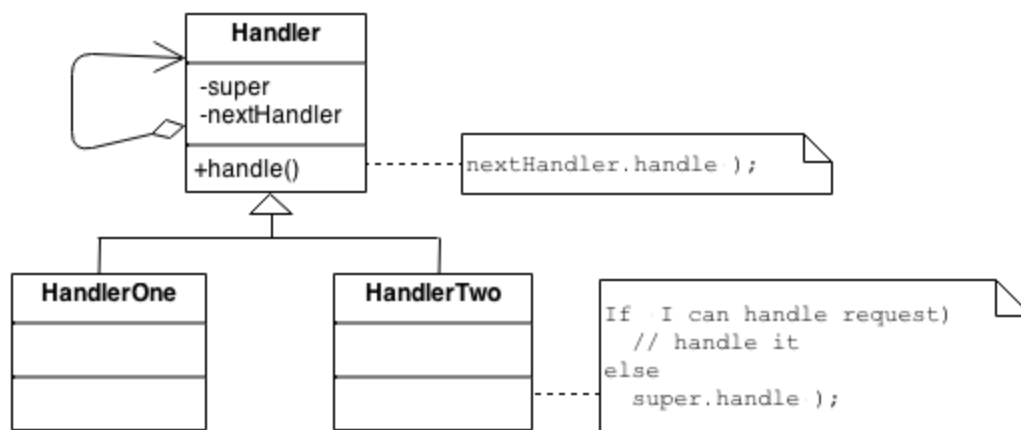 Handler
-super
-nextHandler
+handle()
nextHandler.handle );
HandlerOne
HandlerTwo
If I can handle request)
// handle it
else
super.handle );